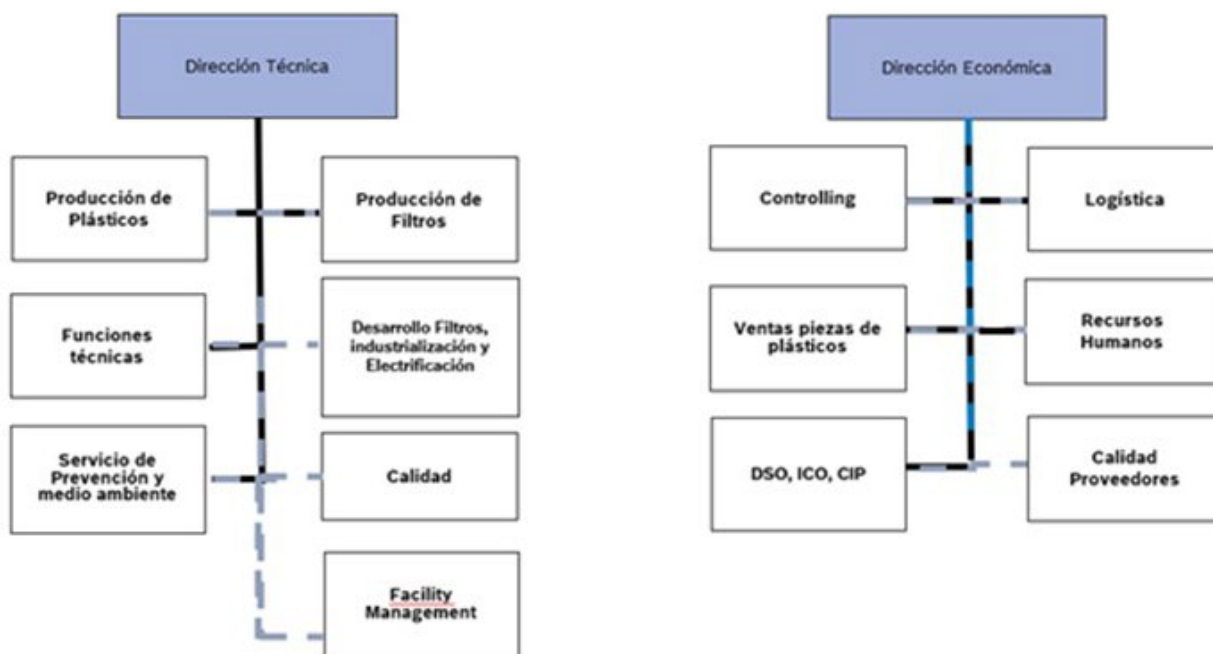 Dirección Técnica
Producción de
Plásticos
Producción de
Filtros
Funciones
técnicas
Desarrollo Filtros,
industrialización y
Electrificación
Servicio de
Prevención y
medio ambiente
Calidad
Facility
Management
Dirección Económica
Controlling
Logística
Ventas piezas de
plásticos
Recursos
Humanos
DSO, ICO, CIP
Calidad
Proveedores